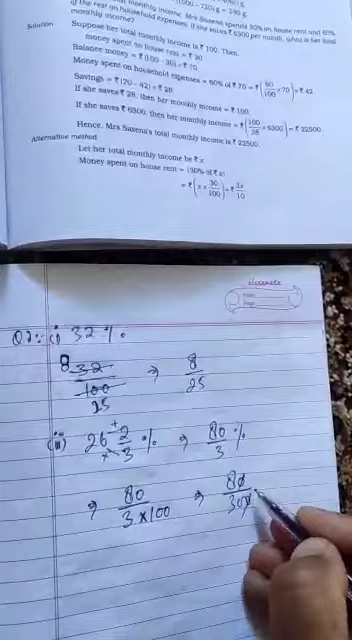 total monthly income. Mrs Saxena spends 30% on house rent and 60%
of the rest on household expenses. If she saves ₹ 6300 per month, what is her total
monthly income?
Solution Suppose her total monthly income is ₹ 100. Then,
money spent on house rent = ₹ 30
Balance money = ₹ (100 - 30) = ₹ 70
Money spent on household expenses = 60% of ₹ 70 = ₹ (60/100 × 70) = ₹ 42
Savings = ₹ (70 - 42) = ₹ 28.
If she saves ₹ 28, then her monthly income = ₹ 100.
If she saves ₹ 6300, then her monthly income = ₹ (100/28 × 6300) = ₹ 22500.
Hence, Mrs Saxena's total monthly income is ₹ 22500.
Alternative method
Let her total monthly income be ₹ x
Money spent on house rent = (30% of ₹ x)
= ₹ (x × 30/100) = ₹ 3x/10
Q2:- (i) 32 %
8 32/100 25 ⇒ 8/25
(ii) 26 2/3 % ⇒ 80/3 %
⇒ 80/3×100 ⇒ 80/300